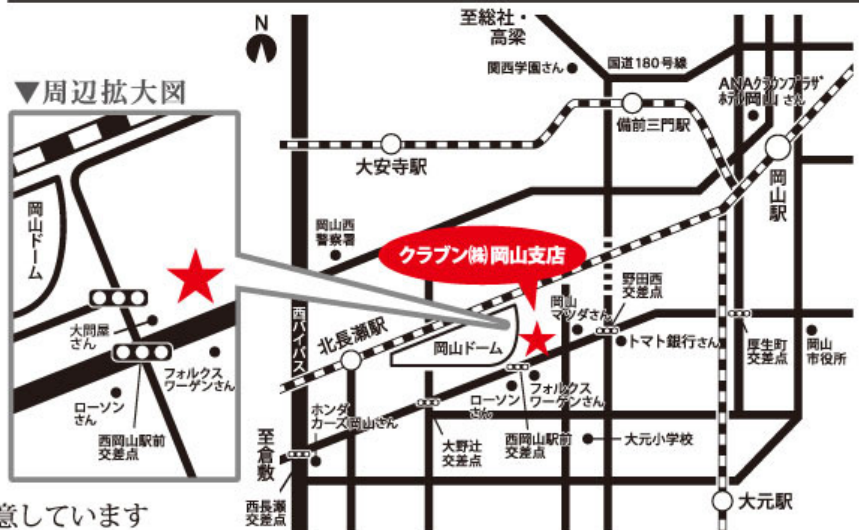 N
至総社・
高梁
関西学園さん
国道180号線
ANAクラウンプラザ
ホテル岡山 さん
▼周辺拡大図
備前三門駅
大安寺駅
岡山駅
岡山ドーム
岡山西
警察署
クラブン㈱岡山支店
野田西
交差点
西バイパス
岡山
マツダさん
北長瀬駅
岡山ドーム
トマト銀行さん
厚生町
交差点
岡山
市役所
大問屋
さん
フォルクス
ワーゲンさん
ローソン
さん
西岡山駅前
交差点
フォルクス
ワーゲンさん
ローソン
さん
ホンダ
カーズ岡山さん
至倉敷
大野辻
交差点
西岡山駅前
交差点
大元小学校
西長瀬
交差点
大元駅
意しています